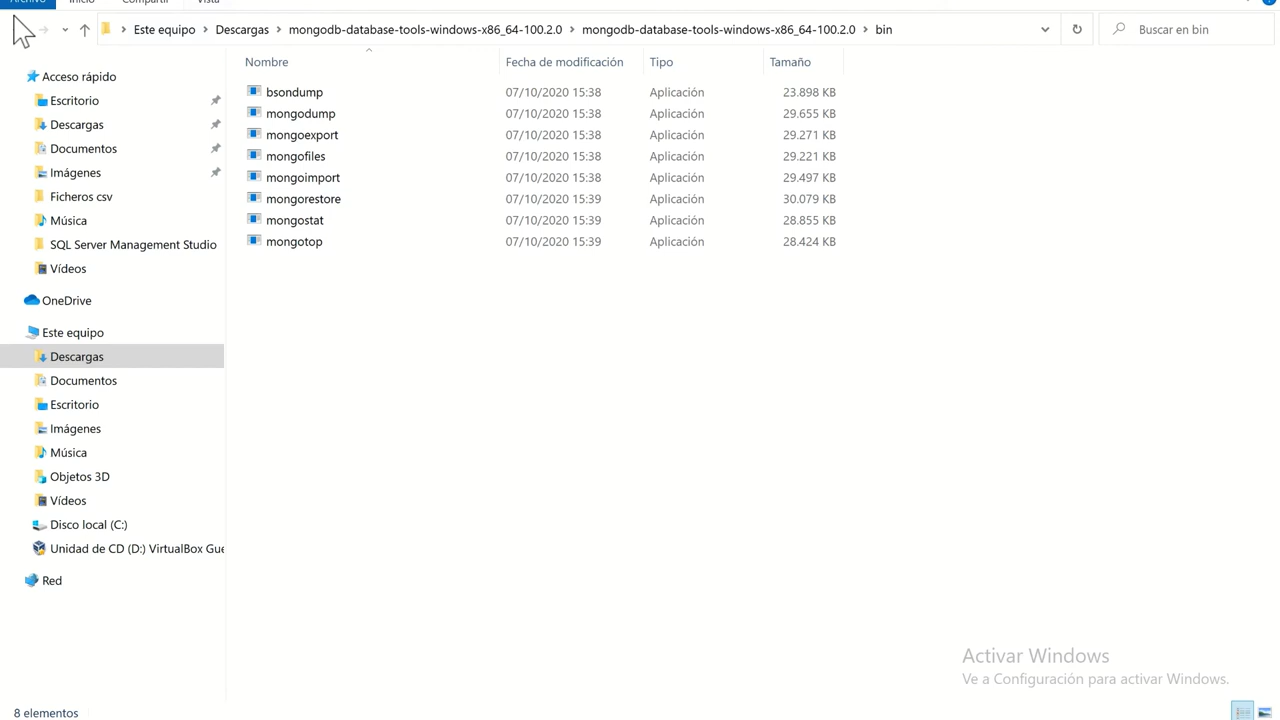 Archivo Inicio Compartir Vista
Este equipo Descargas mongodb-database-tools-windows-x86_64-100.2.0 mongodb-database-tools-windows-x86_64-100.2.0 bin Buscar en bin
Nombre Fecha de modificación Tipo Tamaño
Acceso rápido
Escritorio
Descargas
Documentos
Imágenes
Ficheros csv
Música
SQL Server Management Studio
Vídeos
OneDrive
Este equipo
Descargas
Documentos
Escritorio
Imágenes
Música
Objetos 3D
Vídeos
Disco local (C:)
Unidad de CD (D:) VirtualBox Gue
Red
bsondump 07/10/2020 15:38 Aplicación 23.898 KB
mongodump 07/10/2020 15:38 Aplicación 29.655 KB
mongoexport 07/10/2020 15:38 Aplicación 29.271 KB
mongofiles 07/10/2020 15:38 Aplicación 29.221 KB
mongoimport 07/10/2020 15:38 Aplicación 29.497 KB
mongorestore 07/10/2020 15:38 Aplicación 30.079 KB
mongostat 07/10/2020 15:39 Aplicación 28.855 KB
mongotop 07/10/2020 15:39 Aplicación 28.424 KB
Activar Windows
Ve a Configuración para activar Windows.
8 elementos